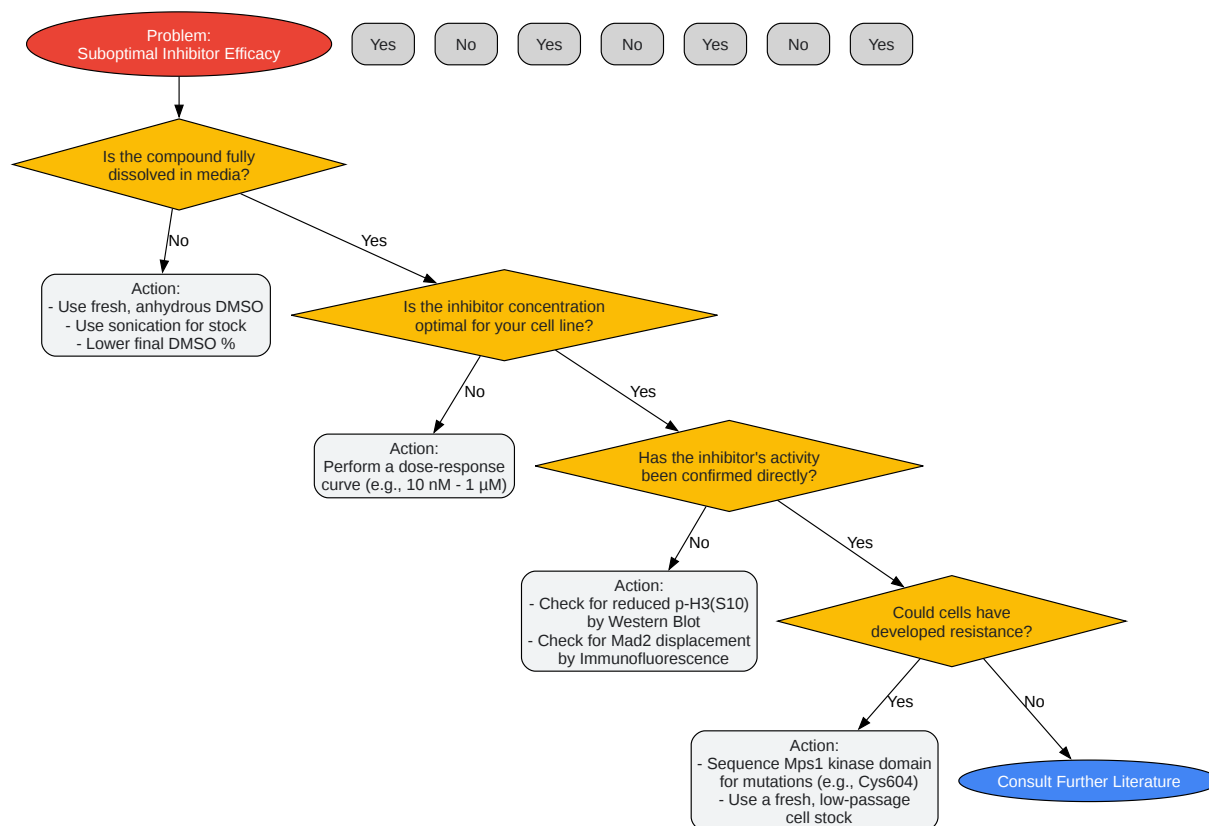 Problem:
Suboptimal Inhibitor Efficacy
Yes
No
Yes
No
Yes
No
Yes
Is the compound fully
dissolved in media?
No
Yes
Action:
- Use fresh, anhydrous DMSO
- Use sonication for stock
- Lower final DMSO %
Is the inhibitor concentration
optimal for your cell line?
No
Yes
Action:
Perform a dose-response
curve (e.g., 10 nM - 1 µM)
Has the inhibitor's activity
been confirmed directly?
No
Yes
Action:
- Check for reduced p-H3(S10)
by Western Blot
- Check for Mad2 displacement
by Immunofluorescence
Could cells have
developed resistance?
Yes
No
Action:
- Sequence Mps1 kinase domain
for mutations (e.g., Cys604)
- Use a fresh, low-passage
cell stock
Consult Further Literature